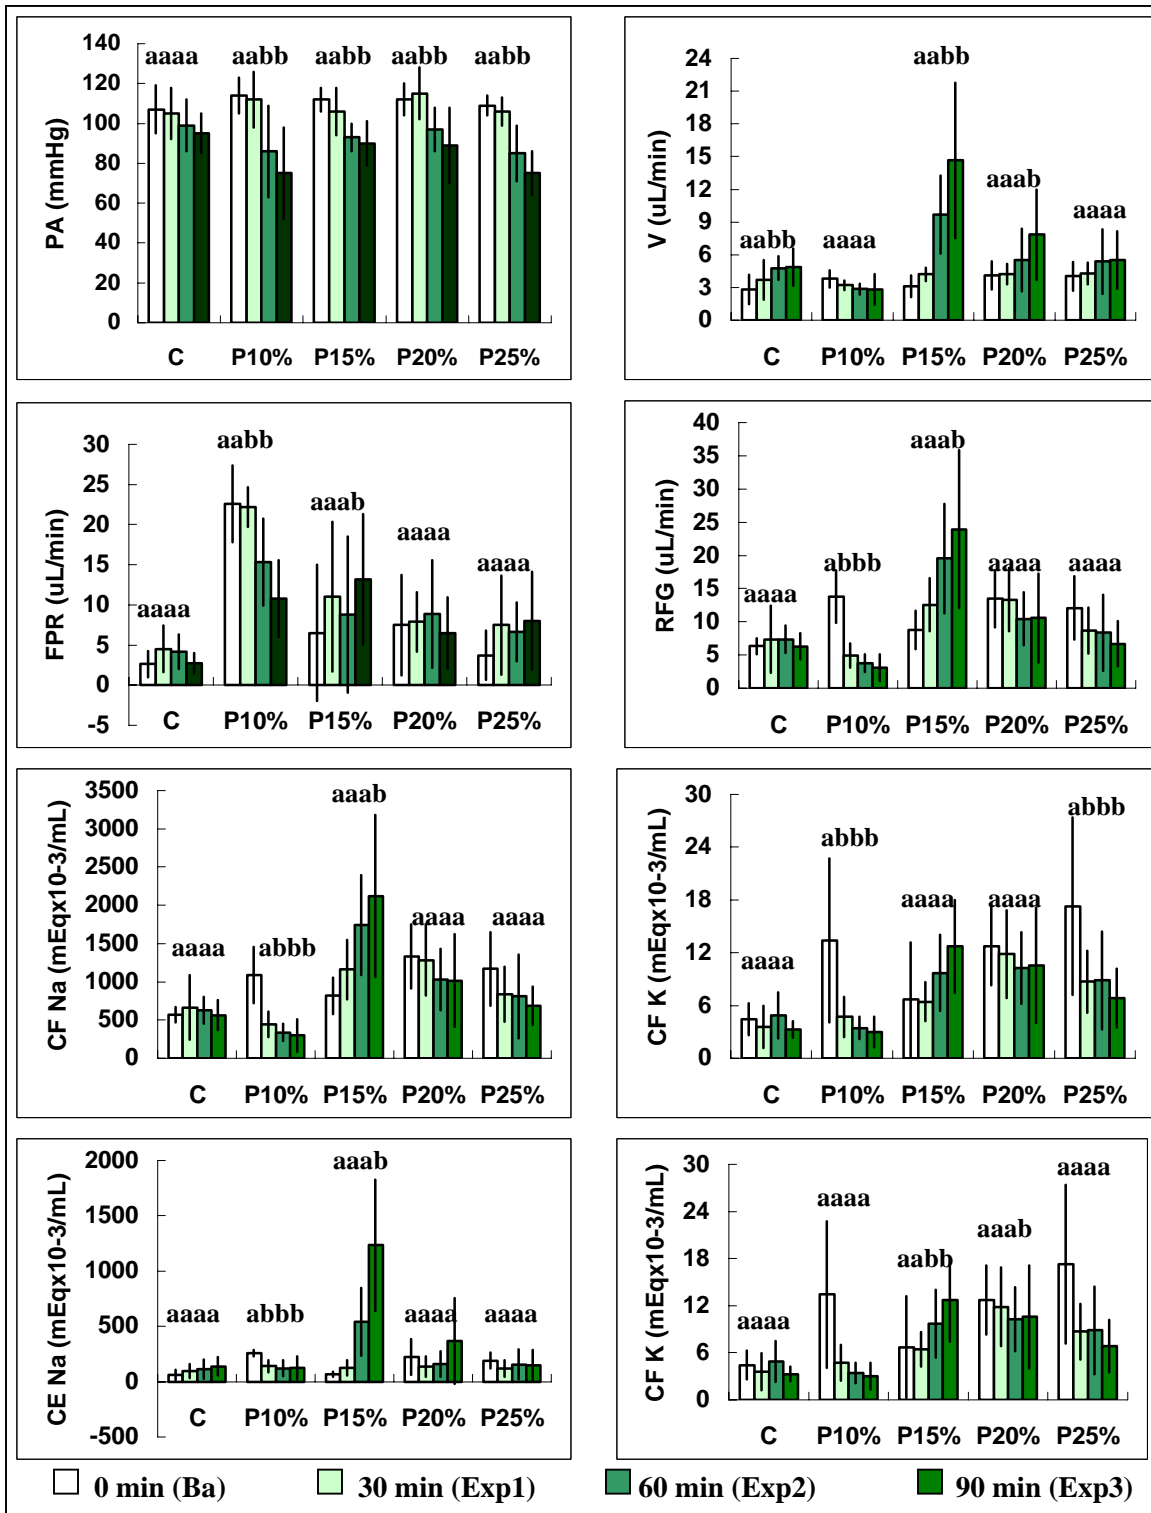 PA (mmHg)
140
120
100
80
60
40
20
0
aaaa
aabb
aabb
aabb
aabb
C
P10%
P15%
P20%
P25%
V (uL/min)
24
21
18
15
12
9
6
3
0
aabb
aaaa
aabb
aaab
aaaa
C
P10%
P15%
P20%
P25%
FPR (uL/min)
30
25
20
15
10
5
0
-5
aaaa
aabb
aaab
aaaa
aaaa
C
P10%
P15%
P20%
P25%
RFG (uL/min)
40
35
30
25
20
15
10
5
0
aaaa
abbb
aaab
aaaa
aaaa
C
P10%
P15%
P20%
P25%
CF Na (mEqx10-3/mL)
3500
3000
2500
2000
1500
1000
500
0
aaaa
abbb
aaab
aaaa
aaaa
C
P10%
P15%
P20%
P25%
CF K (mEqx10-3/mL)
30
24
18
12
6
0
aaaa
abbb
aaaa
aaaa
abbb
C
P10%
P15%
P20%
P25%
CE Na (mEqx10-3/mL)
2000
1500
1000
500
0
-500
aaaa
abbb
aaab
aaaa
aaaa
C
P10%
P15%
P20%
P25%
CF K (mEqx10-3/mL)
30
24
18
12
6
0
aaaa
aaaa
aabb
aaab
aaaa
C
P10%
P15%
P20%
P25%
0 min (Ba)
30 min (Exp1)
60 min (Exp2)
90 min (Exp3)